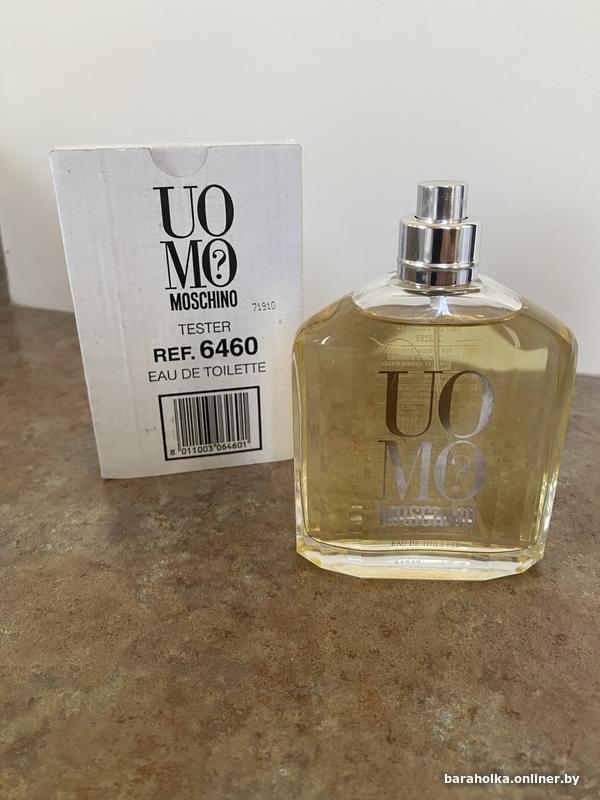 UO
MO?
MOSCHINO
71910
TESTER
REF. 6460
EAU DE TOILETTE
8 011003 064601
UO
MO?
MOSCHINO
EAU DE TOILETTE
baraholka.onliner.by